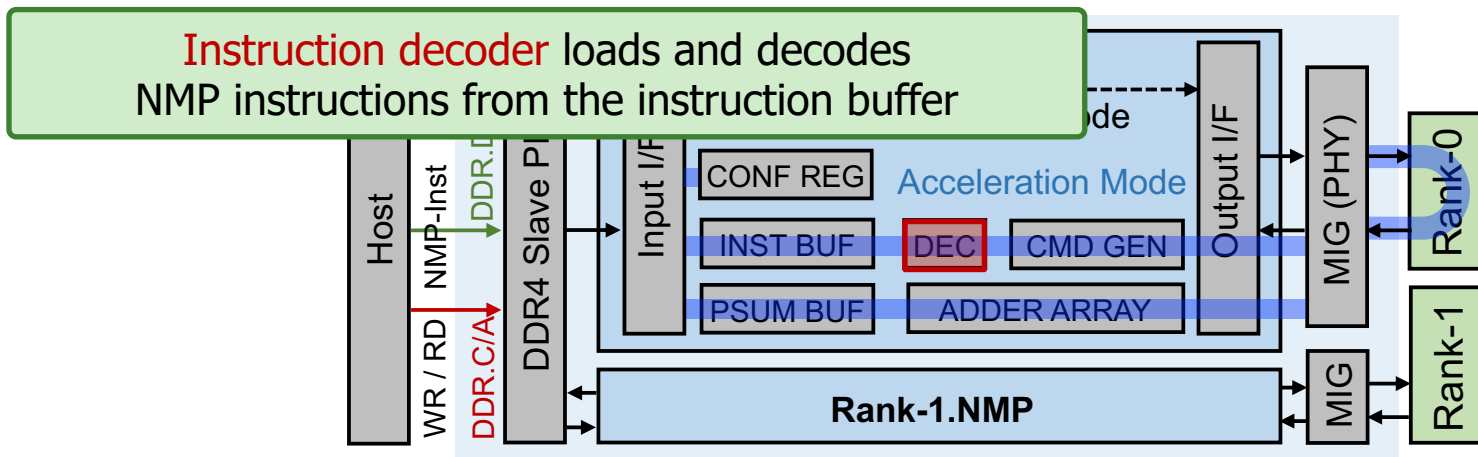 Instruction decoder loads and decodes
NMP instructions from the instruction buffer
Host
NMP-Inst
WR / RD
DDR.C/A
DDR4 Slave
Input I/F
CONF REG
Acceleration Mode
INST BUF
DEC
CMD GEN
PSUM BUF
ADDER ARRAY
Output I/F
MIG (PHY)
Rank-0
Rank-1.NMP
MIG
Rank-1